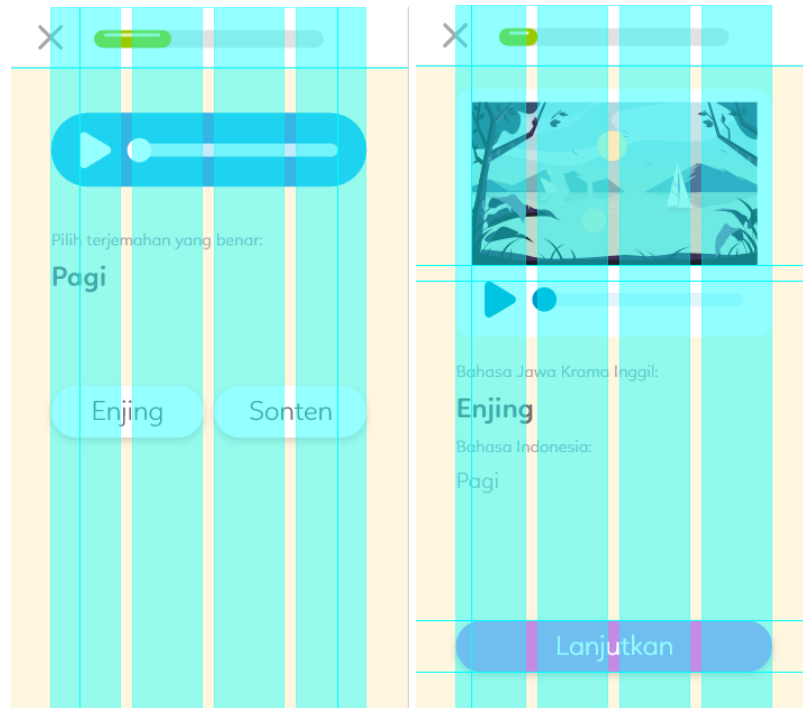 Pilih terjemahan yang benar:
Pagi
Enjing
Sonten
Bahasa Jawa Krama Inggil:
Enjing
Bahasa Indonesia:
Pagi
Lanjutkan